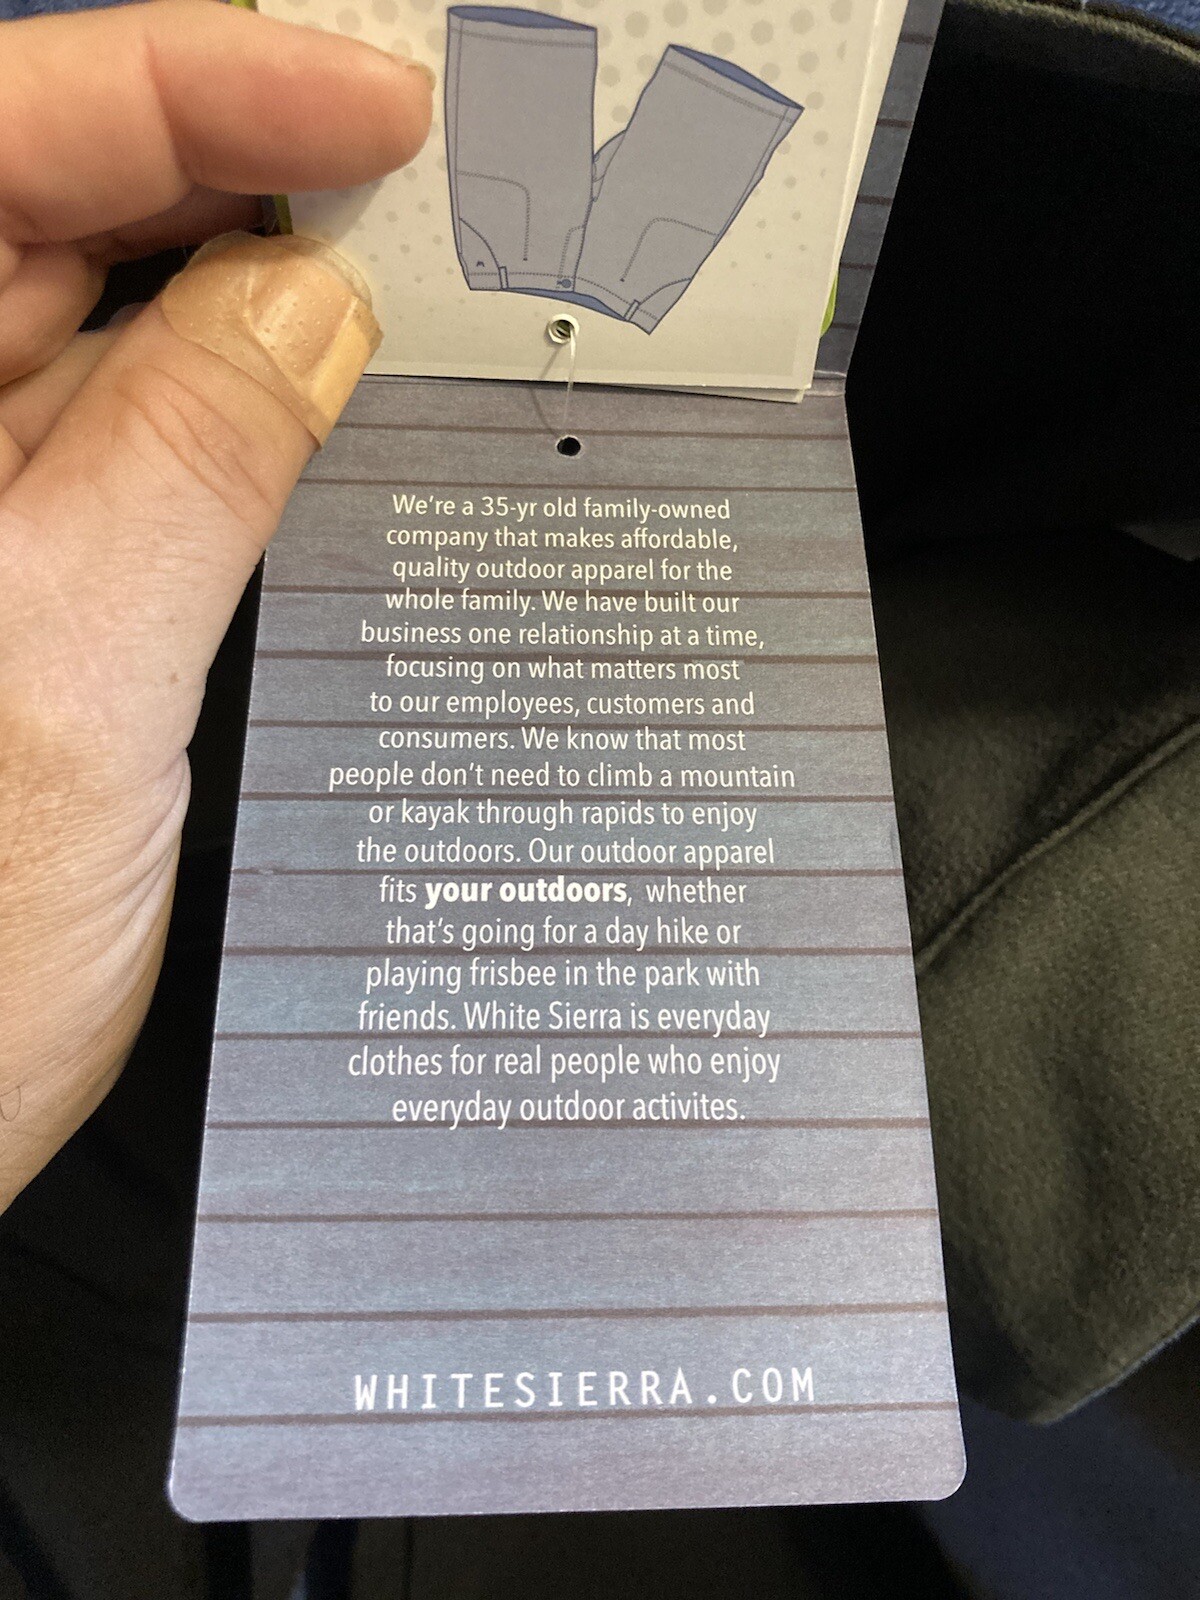 We're a 35-yr old family-owned
company that makes affordable,
quality outdoor apparel for the
whole family. We have built our
business one relationship at a time,
focusing on what matters most
to our employees, customers and
consumers. We know that most
people don't need to climb a mountain
or kayak through rapids to enjoy
the outdoors. Our outdoor apparel
fits your outdoors, whether
that's going for a day hike or
playing frisbee in the park with
friends. White Sierra is everyday
clothes for real people who enjoy
everyday outdoor activites.
WHITESIERRA.COM